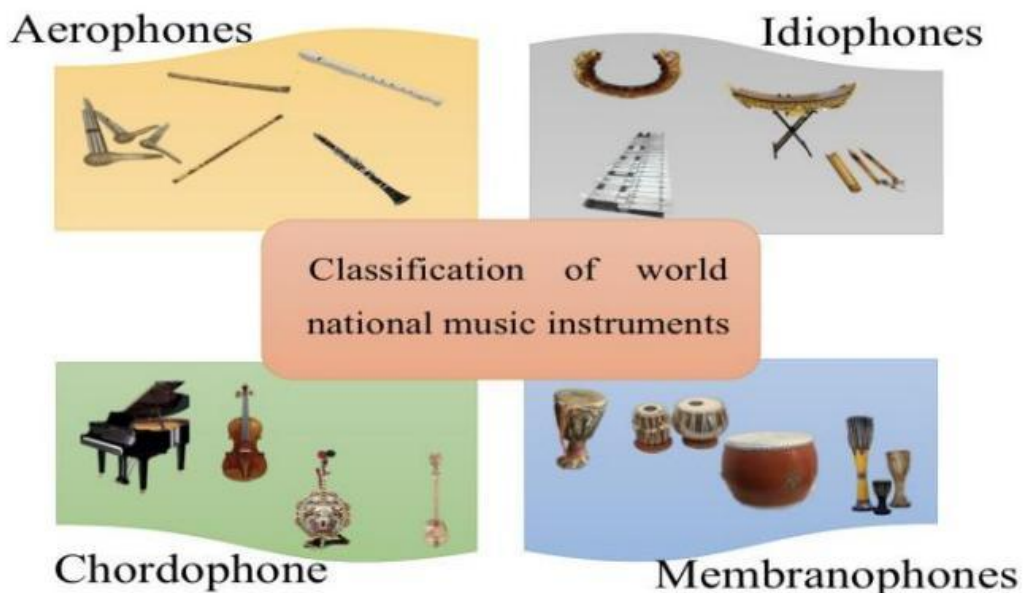 Aerophones
Idiophones
Classification of world
national music instruments
Chordophone
Membranophones